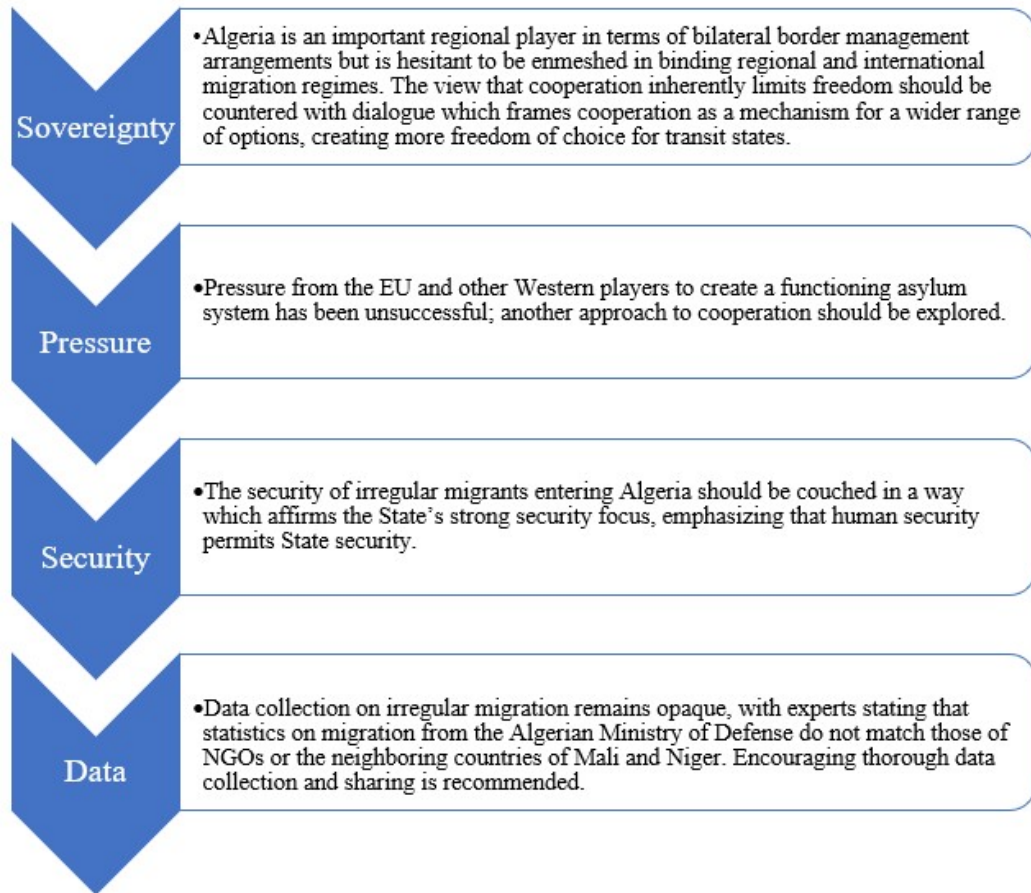 Sovereignty
•Algeria is an important regional player in terms of bilateral border management
arrangements but is hesitant to be enmeshed in binding regional and international
migration regimes. The view that cooperation inherently limits freedom should be
countered with dialogue which frames cooperation as a mechanism for a wider range
of options, creating more freedom of choice for transit states.
Pressure
•Pressure from the EU and other Western players to create a functioning asylum
system has been unsuccessful; another approach to cooperation should be explored.
Security
•The security of irregular migrants entering Algeria should be couched in a way
which affirms the State’s strong security focus, emphasizing that human security
permits State security.
Data
•Data collection on irregular migration remains opaque, with experts stating that
statistics on migration from the Algerian Ministry of Defense do not match those of
NGOs or the neighboring countries of Mali and Niger. Encouraging thorough data
collection and sharing is recommended.